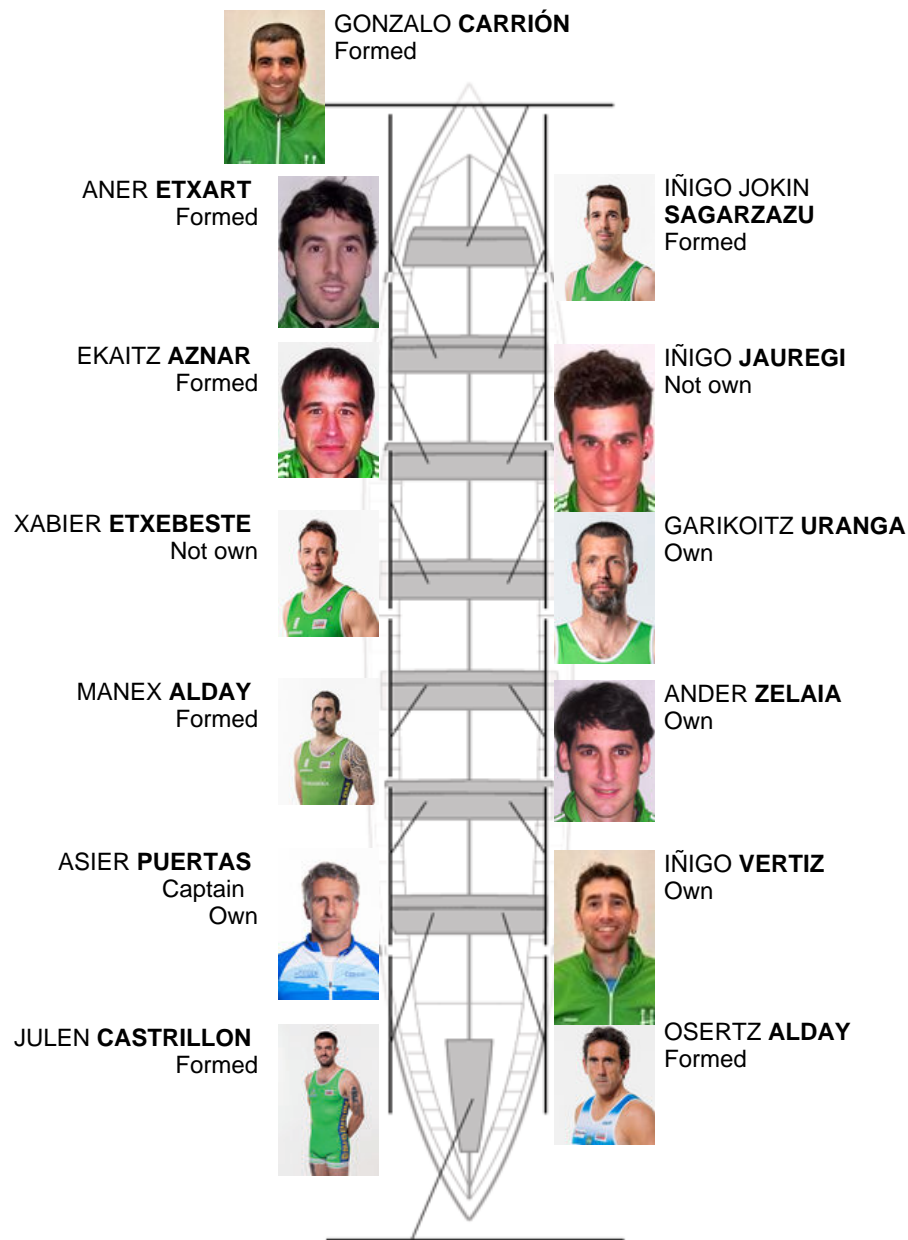 GONZALO CARRIÓN
Formed
ANER ETXART
Formed
IÑIGO JOKIN
SAGARZAZU
Formed
EKAITZ AZNAR
Formed
IÑIGO JAUREGI
Not own
XABIER ETXEBESTE
Not own
GARIKOITZ URANGA
Own
MANEX ALDAY
Formed
ANDER ZELAIA
Own
ASIER PUERTAS
Captain
Own
IÑIGO VERTIZ
Own
JULEN CASTRILLON
Formed
OSERTZ ALDAY
Formed